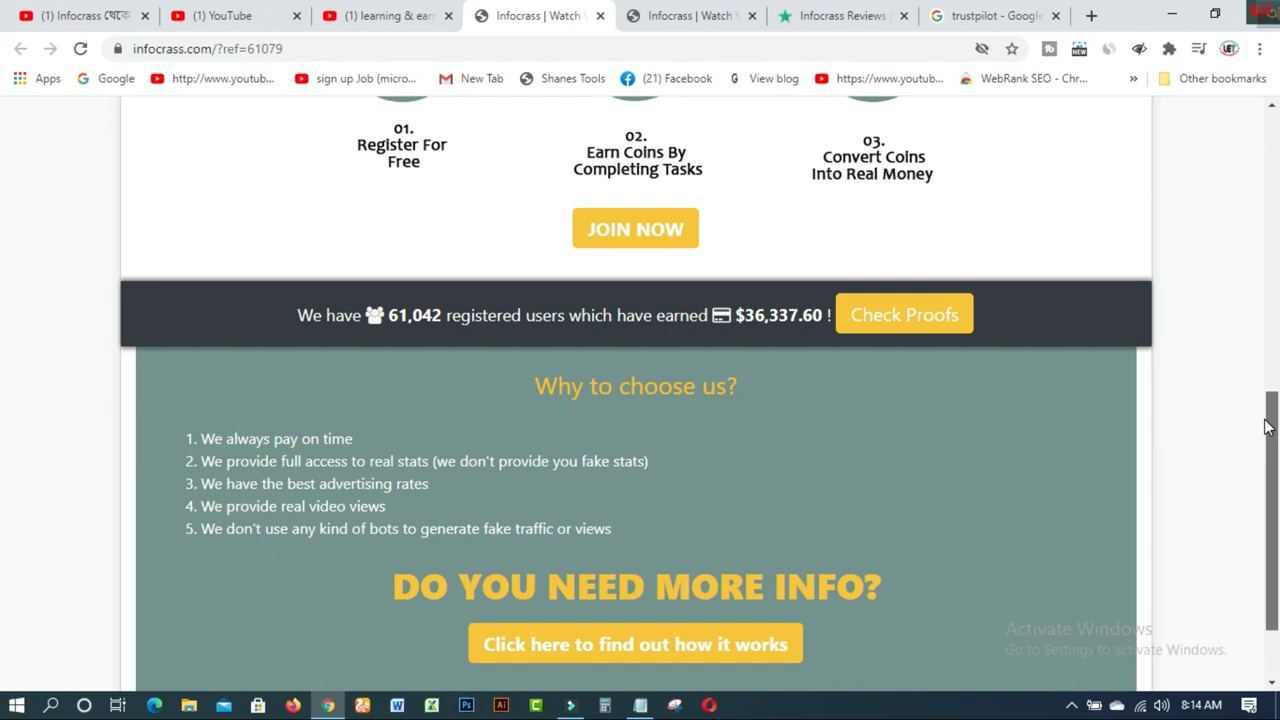 (1) Infocrass থেকে
(1) YouTube
(1) learning & ear
Infocrass | Watch V
Infocrass | Watch V
Infocrass Reviews |
trustpilot - Google
infocrass.com/?ref=61079
Apps
Google
http://www.youtub...
sign up Job (micro...
New Tab
Shanes Tools
(21) Facebook
View blog
https://www.youtub...
WebRank SEO - Chr...
»
Other bookmarks
01.
Register For
Free
02.
Earn Coins By
Completing Tasks
03.
Convert Coins
Into Real Money
JOIN NOW
We have 61,042 registered users which have earned $36,337.60 ! Check Proofs
Why to choose us?
1. We always pay on time
2. We provide full access to real stats (we don't provide you fake stats)
3. We have the best advertising rates
4. We provide real video views
5. We don't use any kind of bots to generate fake traffic or views
DO YOU NEED MORE INFO?
Click here to find out how it works
Activate Windows
Go to Settings to activate Windows.
8:14 AM